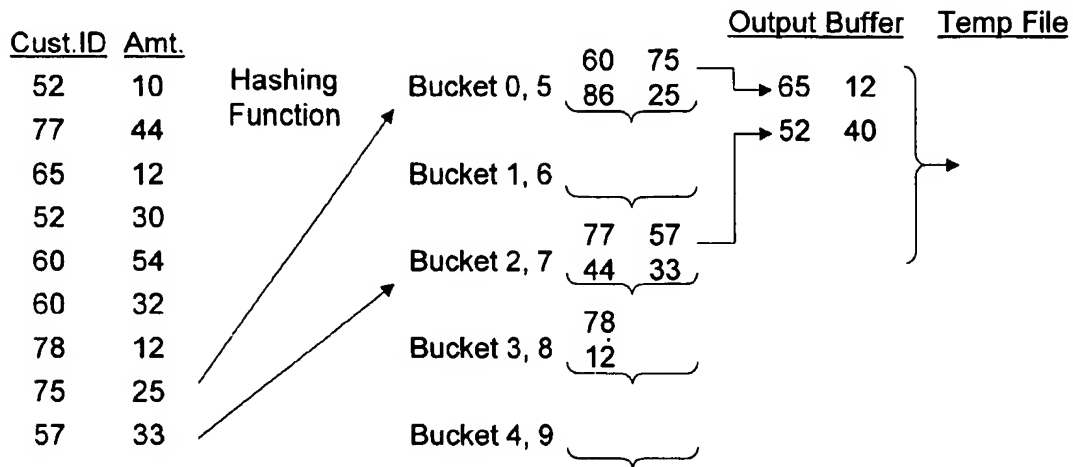 Output Buffer Temp File
Cust.ID Amt.
52 10
77 44
65 12
52 30
60 54
60 32
78 12
75 25
57 33
Hashing
Function
Bucket 0, 5
60 75
86 25
Bucket 1, 6
Bucket 2, 7
77 57
44 33
Bucket 3, 8
78
12
Bucket 4, 9
65 12
52 40